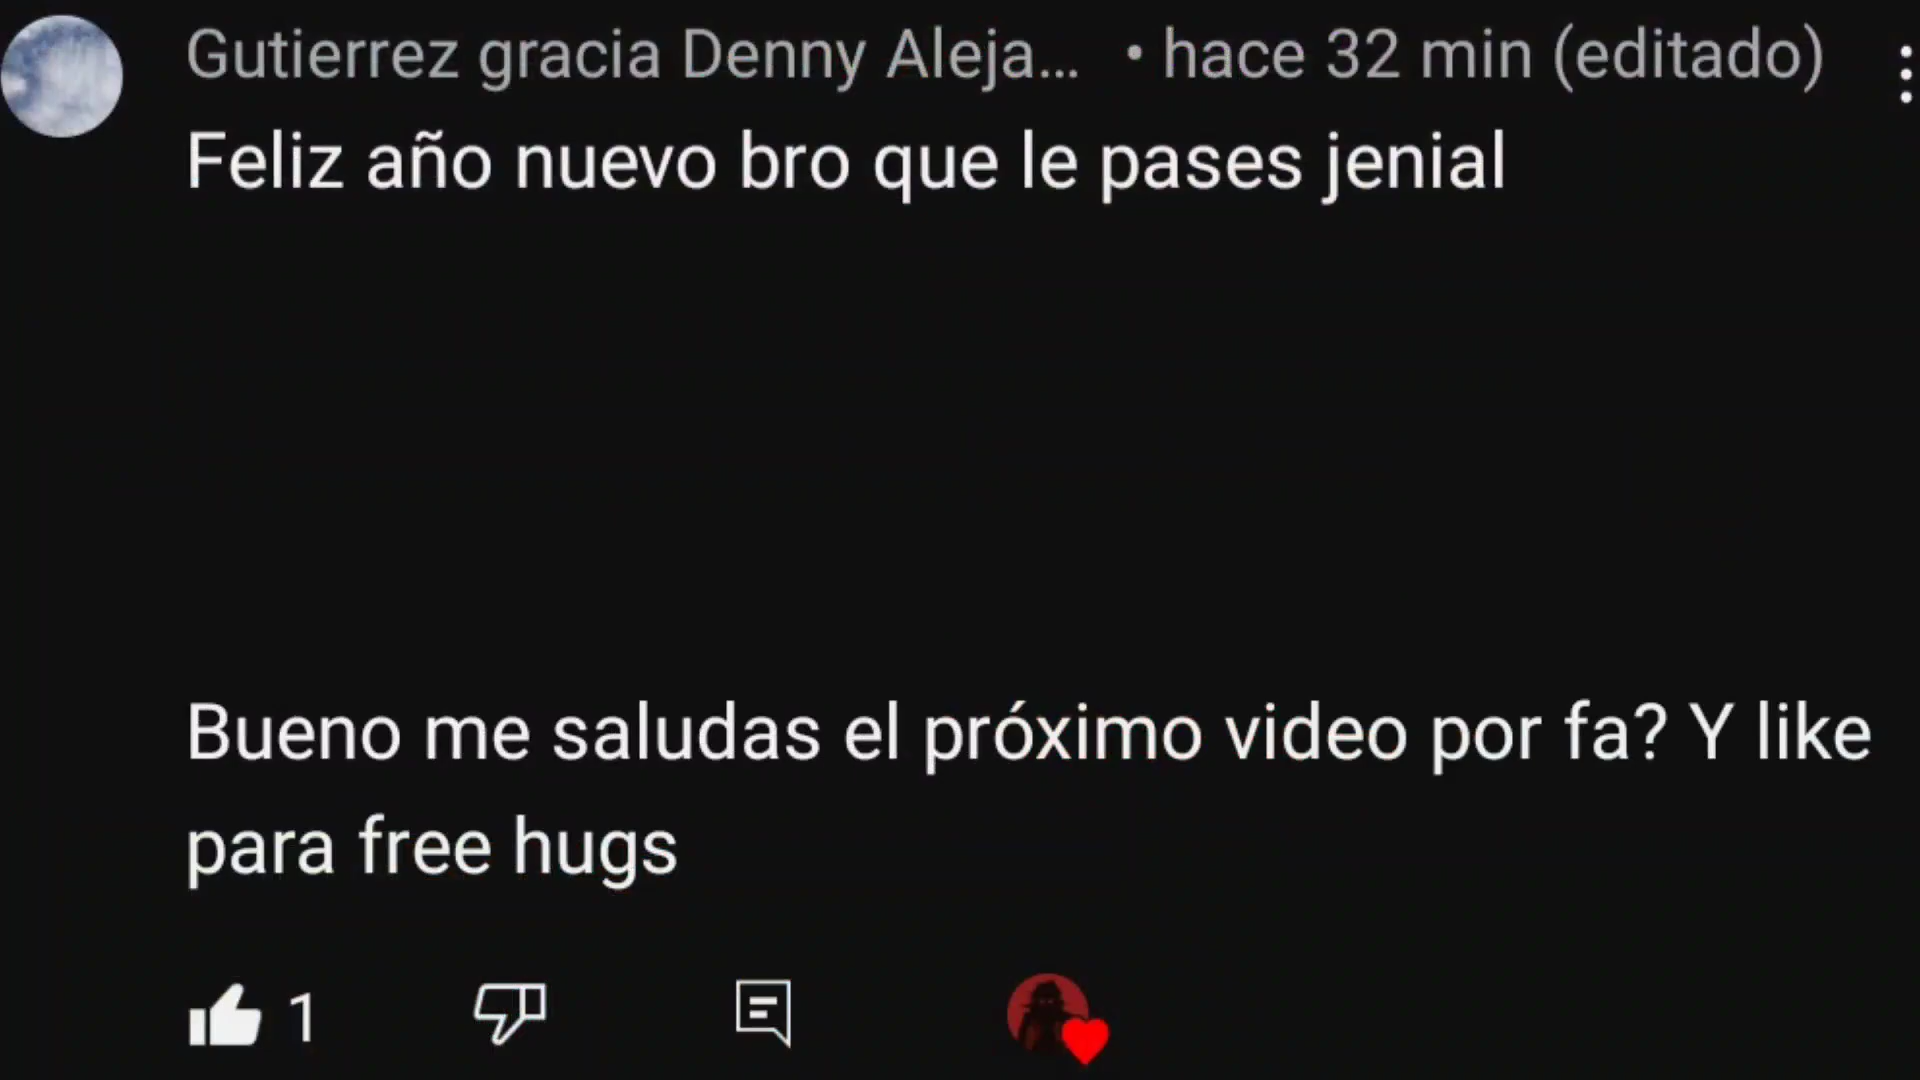 Gutierrez gracia Denny Aleja... • hace 32 min (editado)
Feliz año nuevo bro que le pases jenial
Bueno me saludas el próximo video por fa? Y like
para free hugs
1